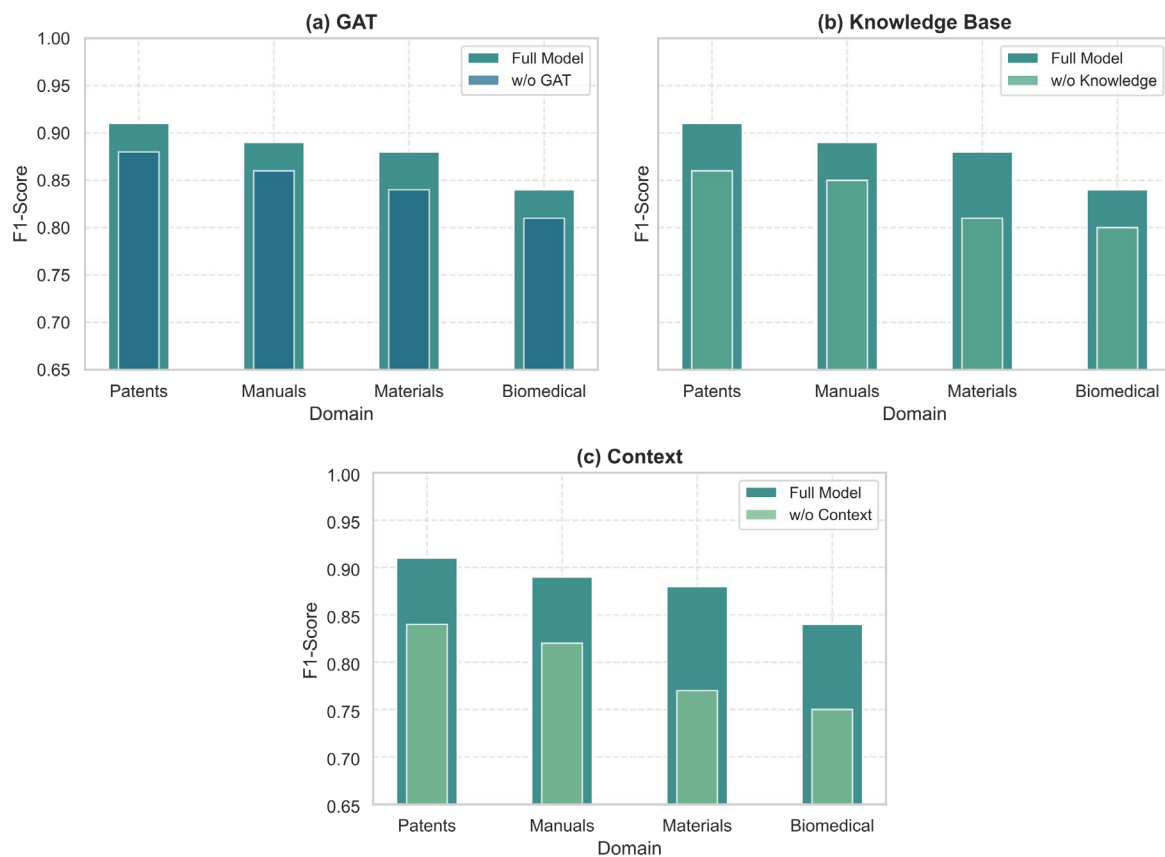 (a) GAT
1.00
0.95
0.90
0.85
0.80
0.75
0.70
0.65
F1-Score
Full Model
w/o GAT
Patents Manuals Materials Biomedical
Domain
(b) Knowledge Base
F1-Score
Full Model
w/o Knowledge
Patents Manuals Materials Biomedical
Domain
(c) Context
1.00
0.95
0.90
0.85
0.80
0.75
0.70
0.65
F1-Score
Full Model
w/o Context
Patents Manuals Materials Biomedical
Domain